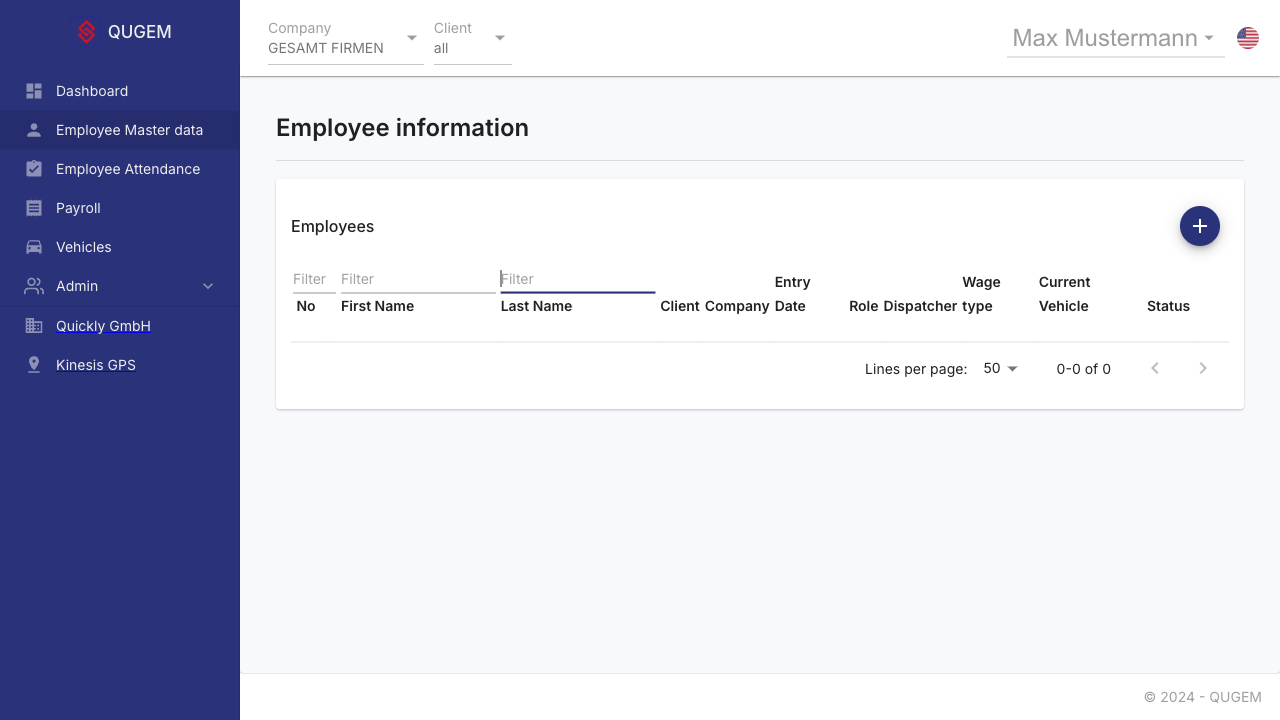 QUGEM
Dashboard
Employee Master data
Employee Attendance
Payroll
Vehicles
Admin
Quickly GmbH
Kinesis GPS
Company
GESAMT FIRMEN
Client
all
Max Mustermann
Employee information
Employees
Filter Filter Filter
No First Name Last Name Client Company Entry Date Role Dispatcher Wage type Current Vehicle Status
Lines per page: 50 0-0 of 0
© 2024 - QUGEM